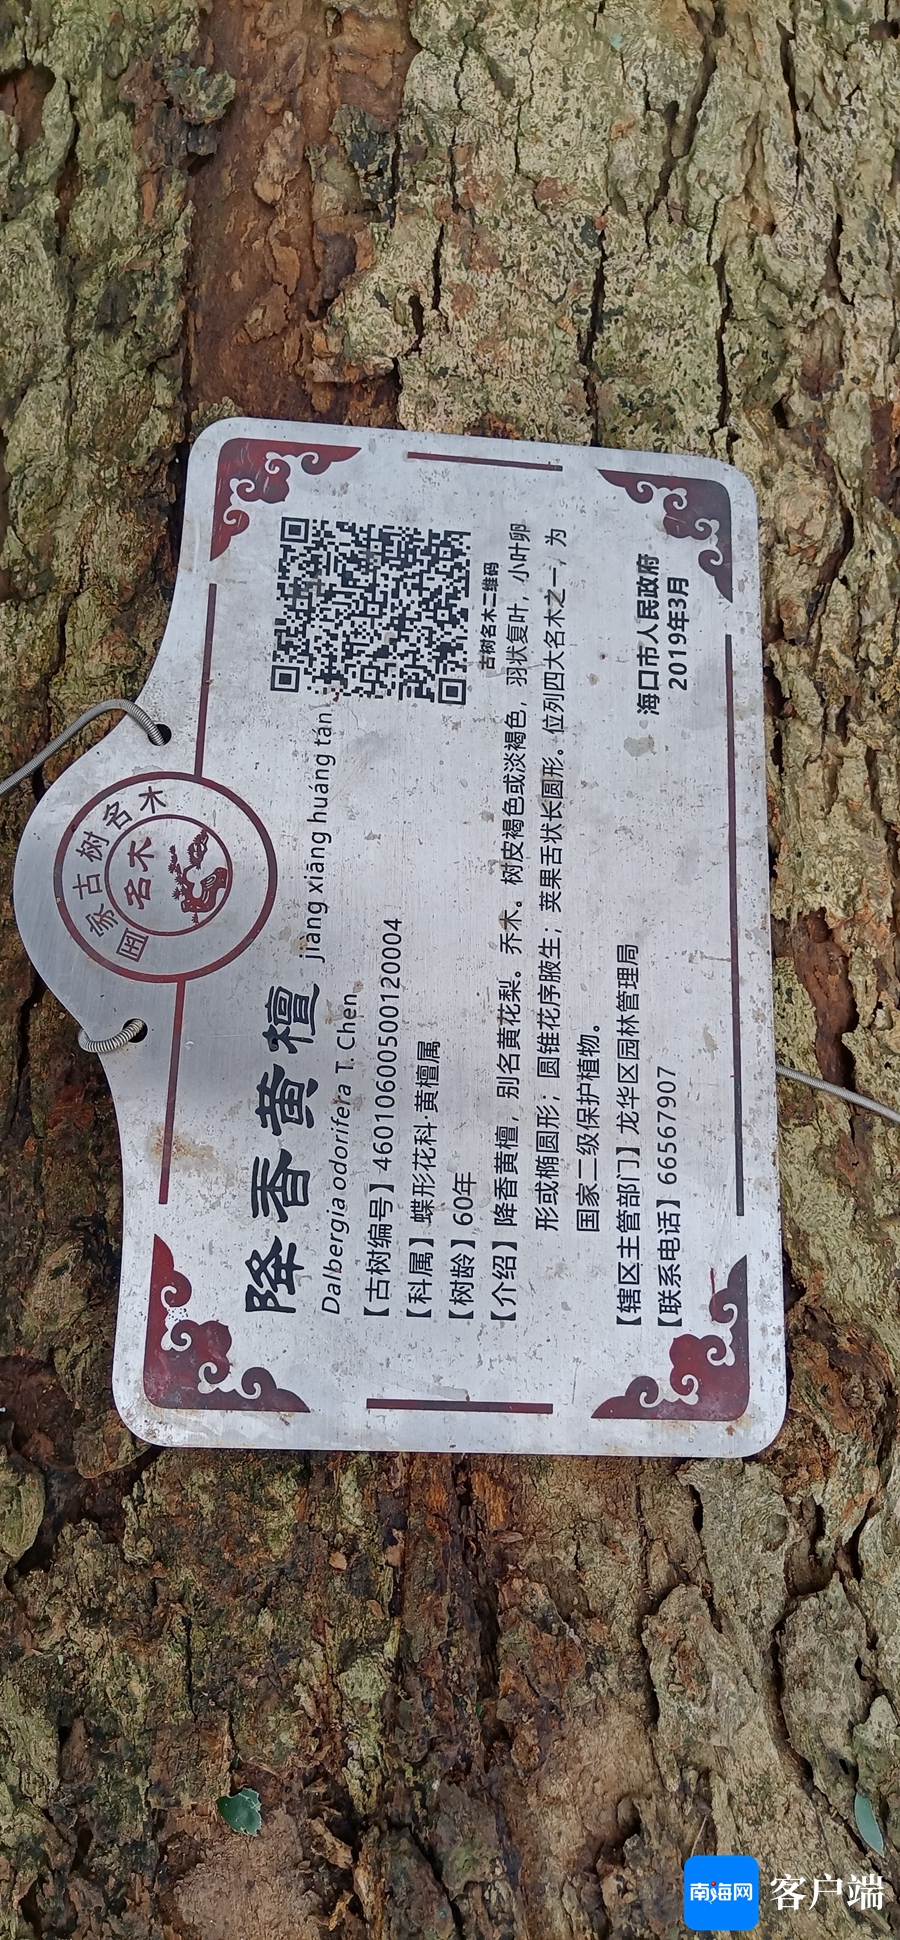 国家古树名木
名木
降香黄檀 jiàng xiāng huáng tán
Dalbergia odorifera T. Chen
【古树编号】46010600500120004
【科属】蝶形花科·黄檀属
【树龄】60年
古树名木二维码
【介绍】降香黄檀，别名黄花梨。乔木。树皮褐色或淡褐色，羽状复叶，小叶卵
形或椭圆形；圆锥花序腋生；荚果舌状长圆形。位列四大名木之一，为
国家二级保护植物。
【辖区主管部门】龙华区园林管理局
【联系电话】66567907
海口市人民政府
2019年3月
南海网 客户端